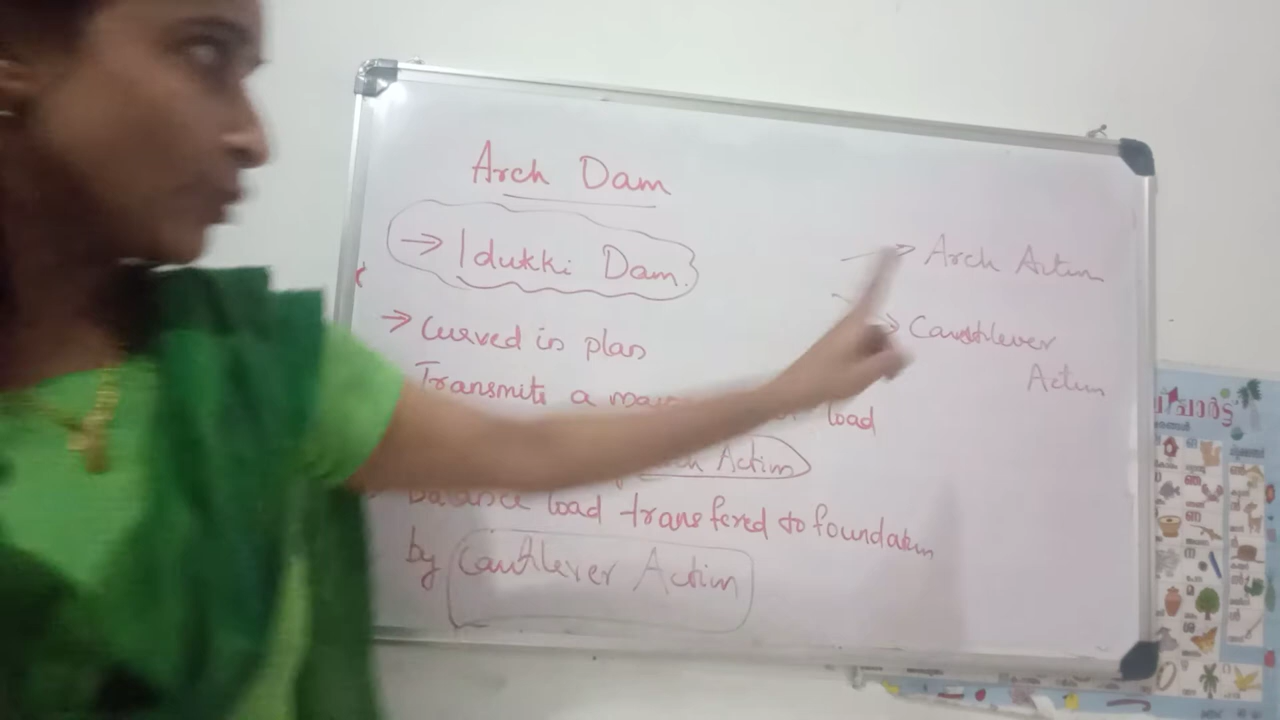 Arch Dam
→ Idukki Dam.
→ Curved in plan
Transmits a load
Action
Balance load transfered to foundation
by Cantilever Action
→ Arch Action
→ Cantilever
Action